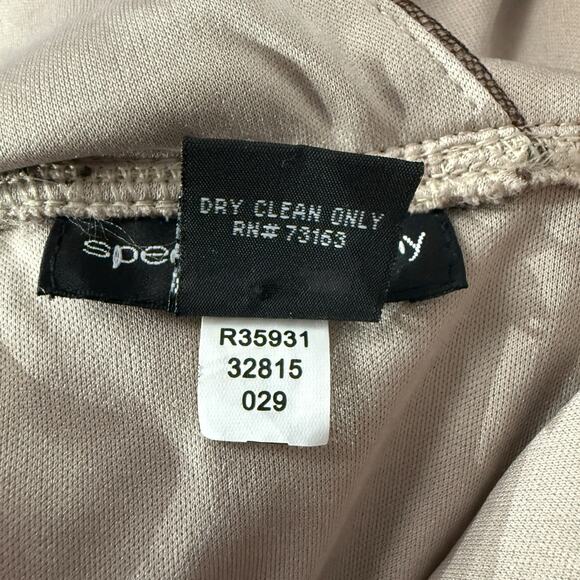 DRY CLEAN ONLY
RN# 73163
R35931
32815
029